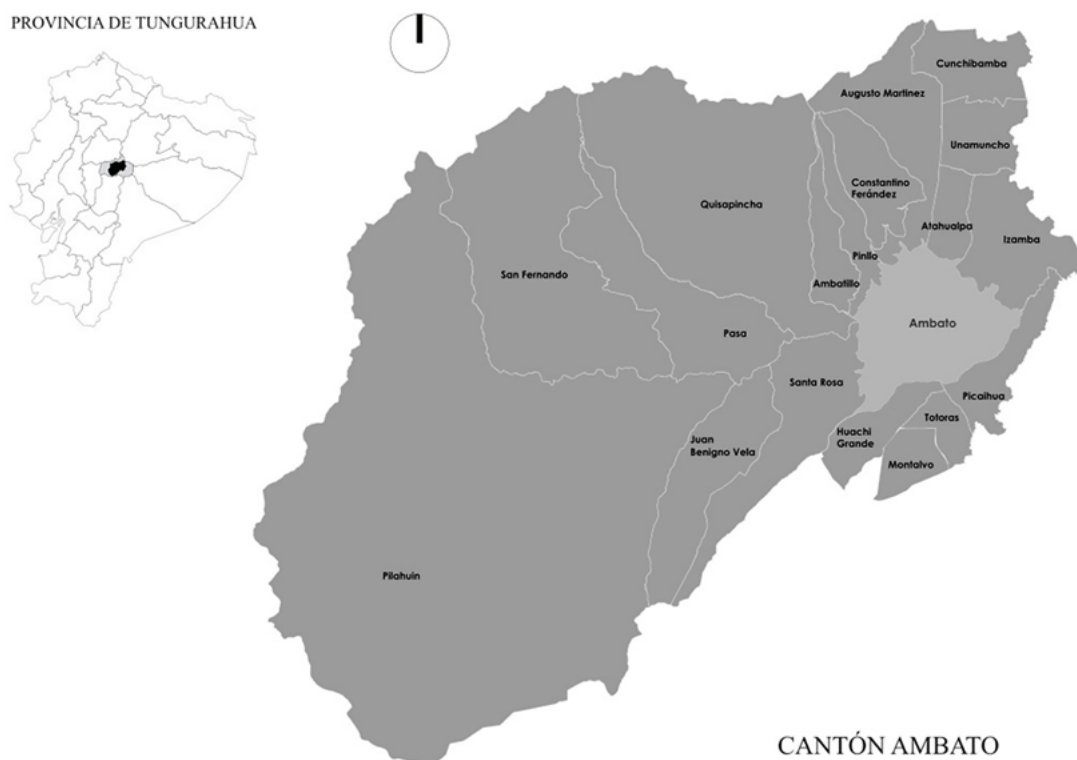 PROVINCIA DE TUNGURAHUA
Cunchibamba
Augusto Martinez
Unamuncho
Constantino
Ferández
Quisapincha
Atahualpa
Izamba
Pinllo
San Fernando
Ambatillo
Ambato
Pasa
Santa Rosa
Picaihua
Totoras
Huachi
Grande
Juan
Benigno Vela
Montalvo
Pilahuin
CANTÓN AMBATO